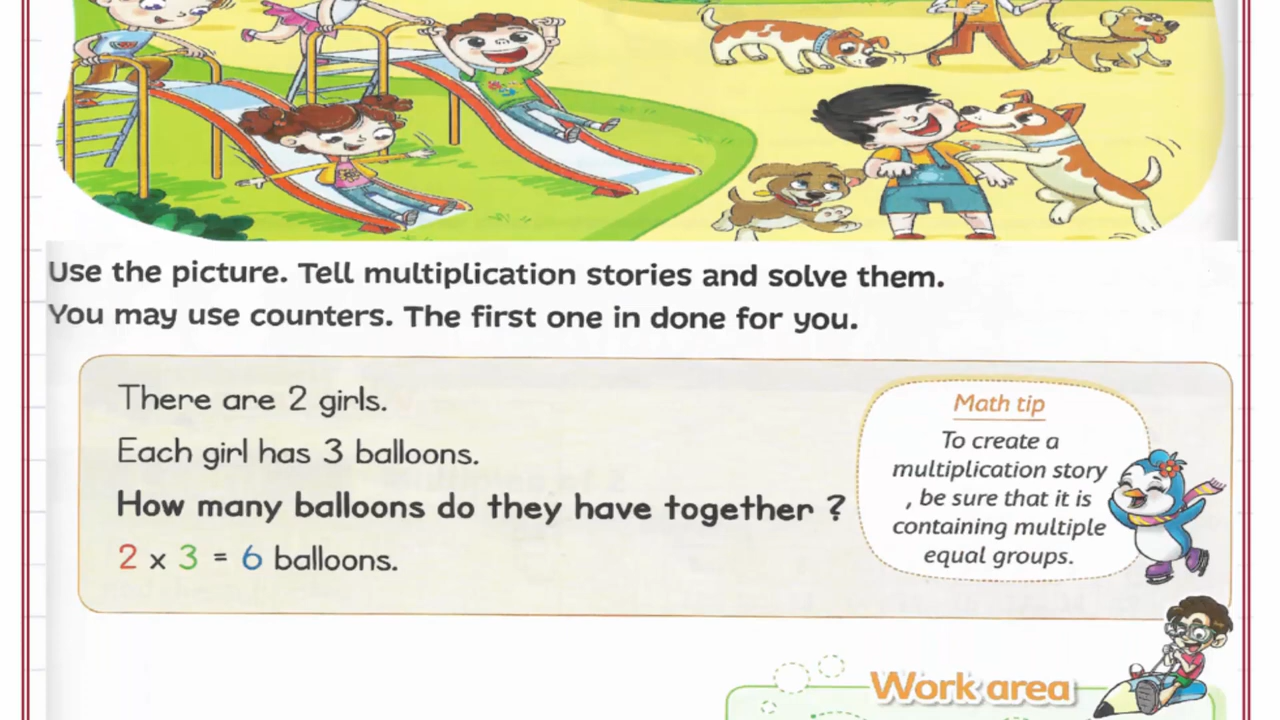 Use the picture. Tell multiplication stories and solve them.
You may use counters. The first one in done for you.
There are 2 girls.
Each girl has 3 balloons.
How many balloons do they have together ?
2 x 3 = 6 balloons.
Math tip
To create a
multiplication story
, be sure that it is
containing multiple
equal groups.
Work area